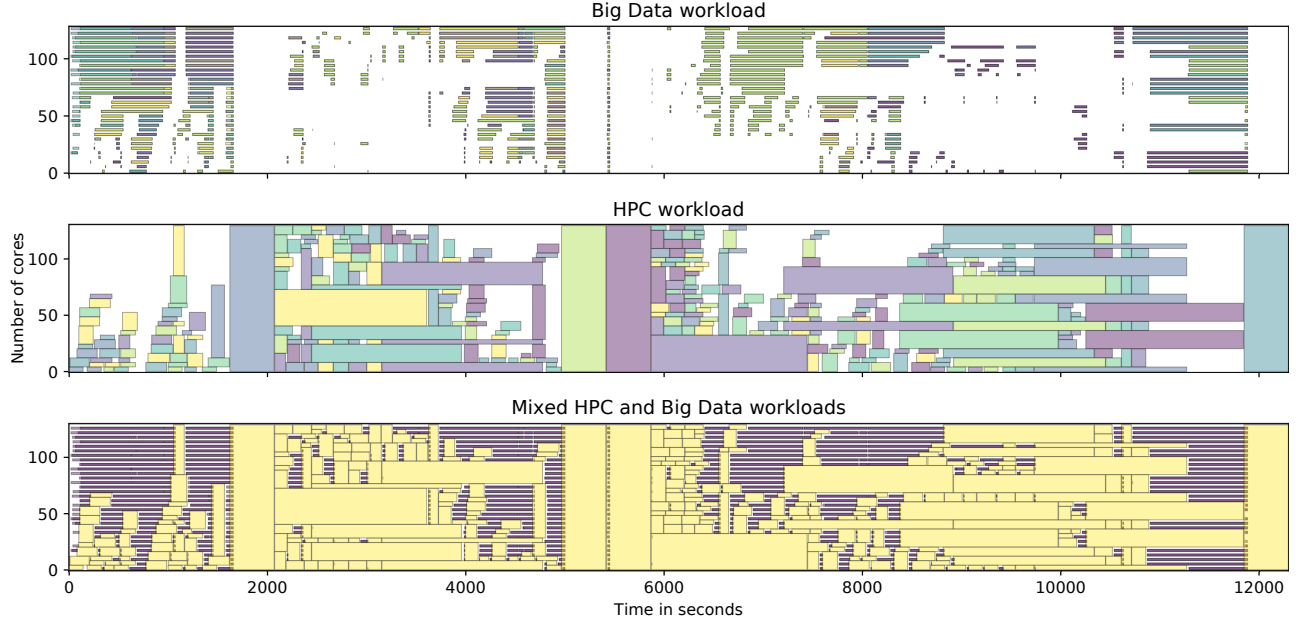 Big Data workload
100
50
0
HPC workload
100
50
0
Number of cores
Mixed HPC and Big Data workloads
100
50
0
0 2000 4000 6000 8000 10000 12000
Time in seconds